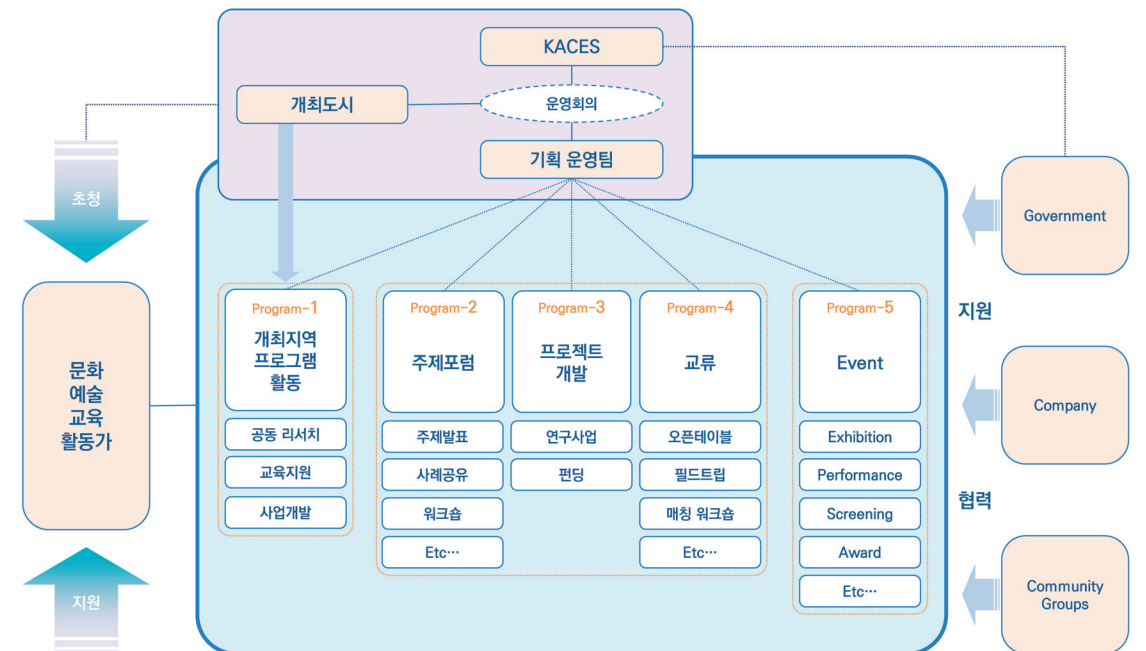 KACES
개최도시
운영회의
기획 운영팀
초청
문화
예술
교육
활동가
지원
Program-1
개최지역
프로그램
활동
공동 리서치
교육지원
사업개발
Program-2
주제포럼
주제발표
사례공유
워크숍
Etc…
Program-3
프로젝트
개발
연구사업
펀딩
Program-4
교류
오픈테이블
필드트립
매칭 워크숍
Etc…
Program-5
Event
Exhibition
Performance
Screening
Award
Etc…
Government
지원
Company
협력
Community
Groups